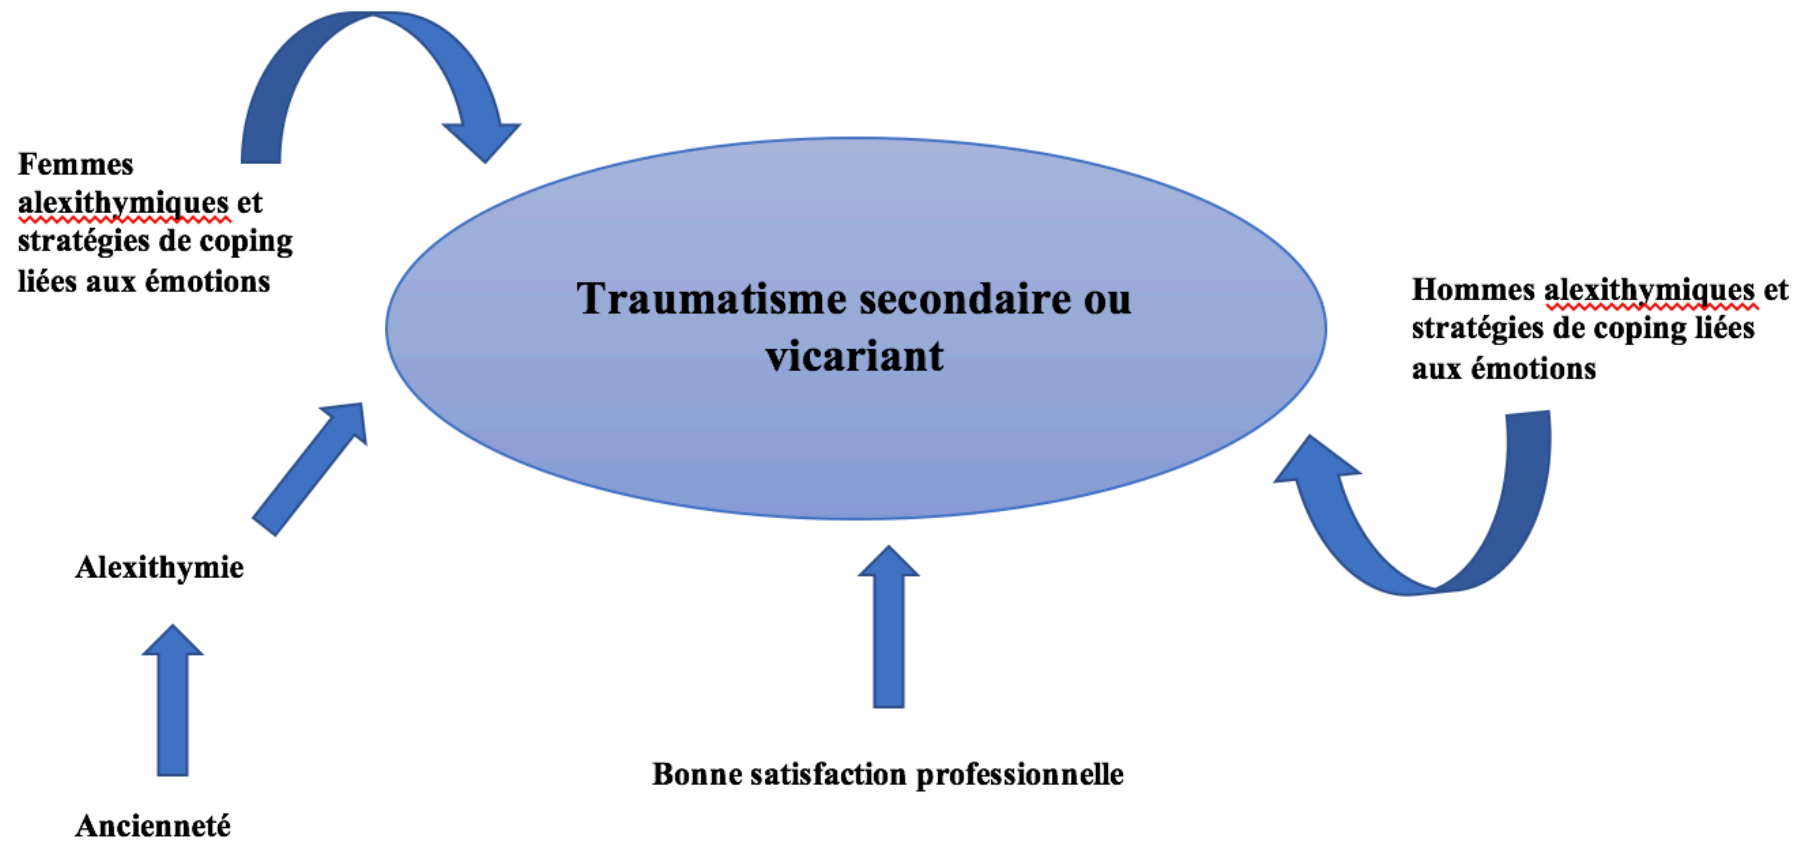 Femmes
alexithymiques et
stratégies de coping
liées aux émotions
Traumatisme secondaire ou
vicariant
Hommes alexithymiques et
stratégies de coping liées
aux émotions
Alexithymie
Bonne satisfaction professionnelle
Ancienneté